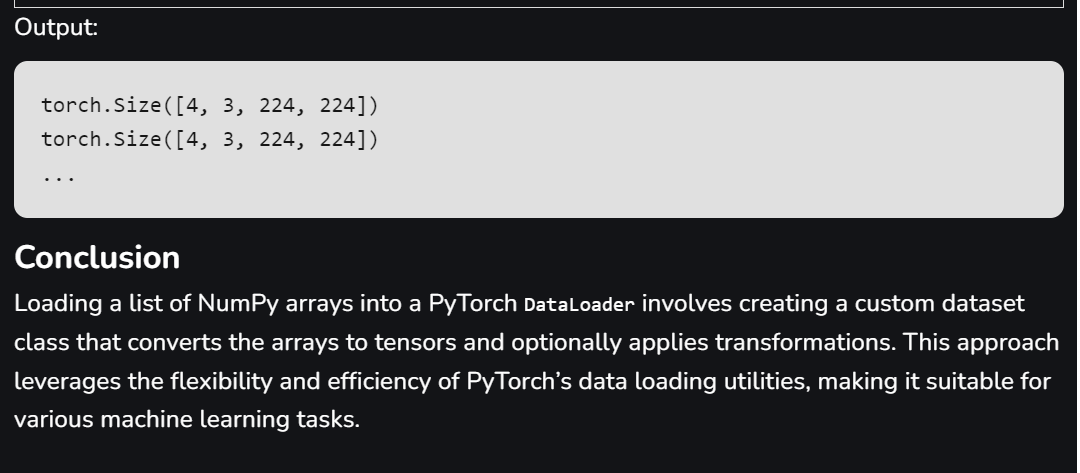 Output:
torch.Size([4, 3, 224, 224])
torch.Size([4, 3, 224, 224])
...
Conclusion
Loading a list of NumPy arrays into a PyTorch DataLoader involves creating a custom dataset
class that converts the arrays to tensors and optionally applies transformations. This approach
leverages the flexibility and efficiency of PyTorch’s data loading utilities, making it suitable for
various machine learning tasks.